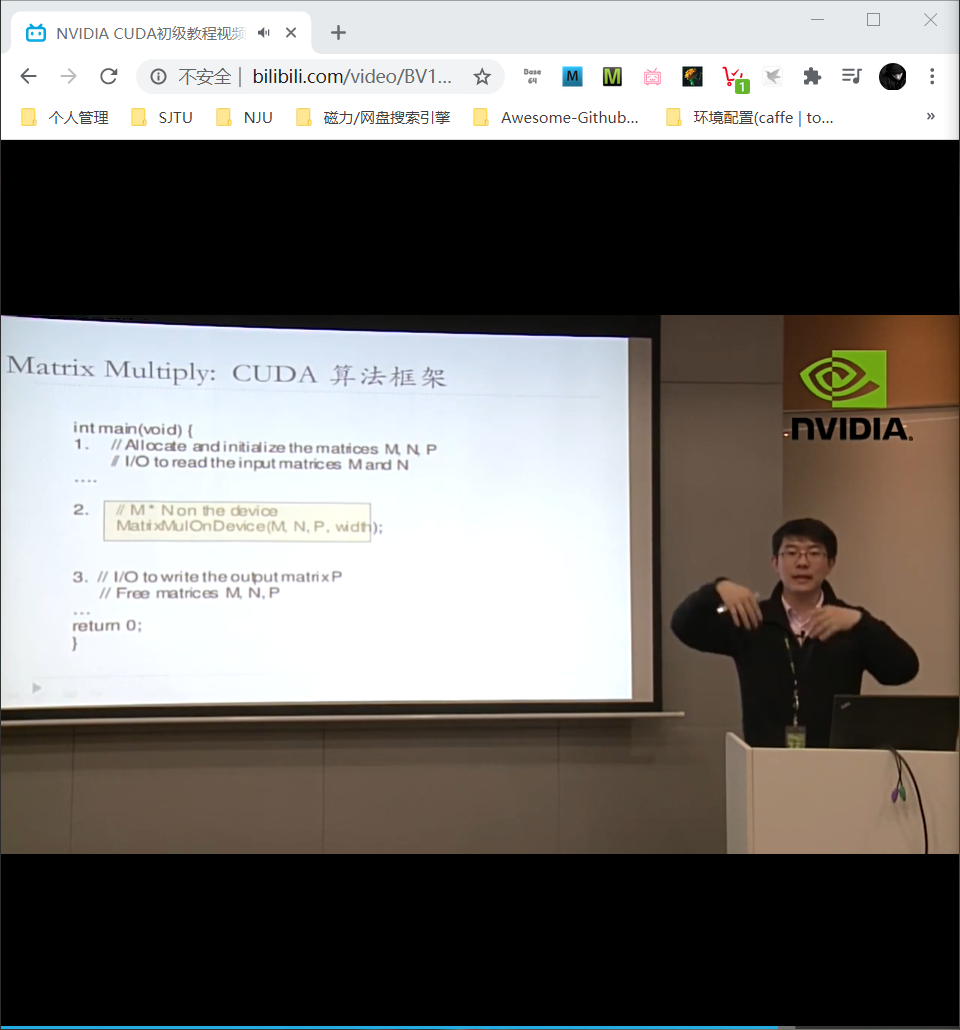 NVIDIA CUDA初级教程视频
不安全 | bilibili.com/video/BV1...
Base
64
M
M
1
个人管理
SJTU
NJU
磁力/网盘搜索引擎
Awesome-Github...
环境配置(caffe | to...
»
Matrix Multiply: CUDA 算法框架
int main(void) {
1. // Allocate and initialize the matices M, N, P
// I/O to read the input matrices M and N
....
2. // M * N on the device
MatrixMulOnDevice(M, N, P, width);
3. // I/O to write the output matrix P
// Free matrices M, N, P
...
return 0;
}
NVIDIA.